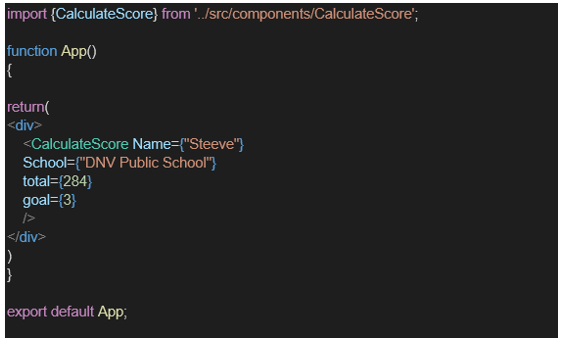 import {CalculateScore} from '../src/components/CalculateScore';
function App()
{
return(
<div>
<CalculateScore Name={"Steeve"}
School={"DNV Public School"}
total={284}
goal={3}
/>
</div>
)
}
export default App;